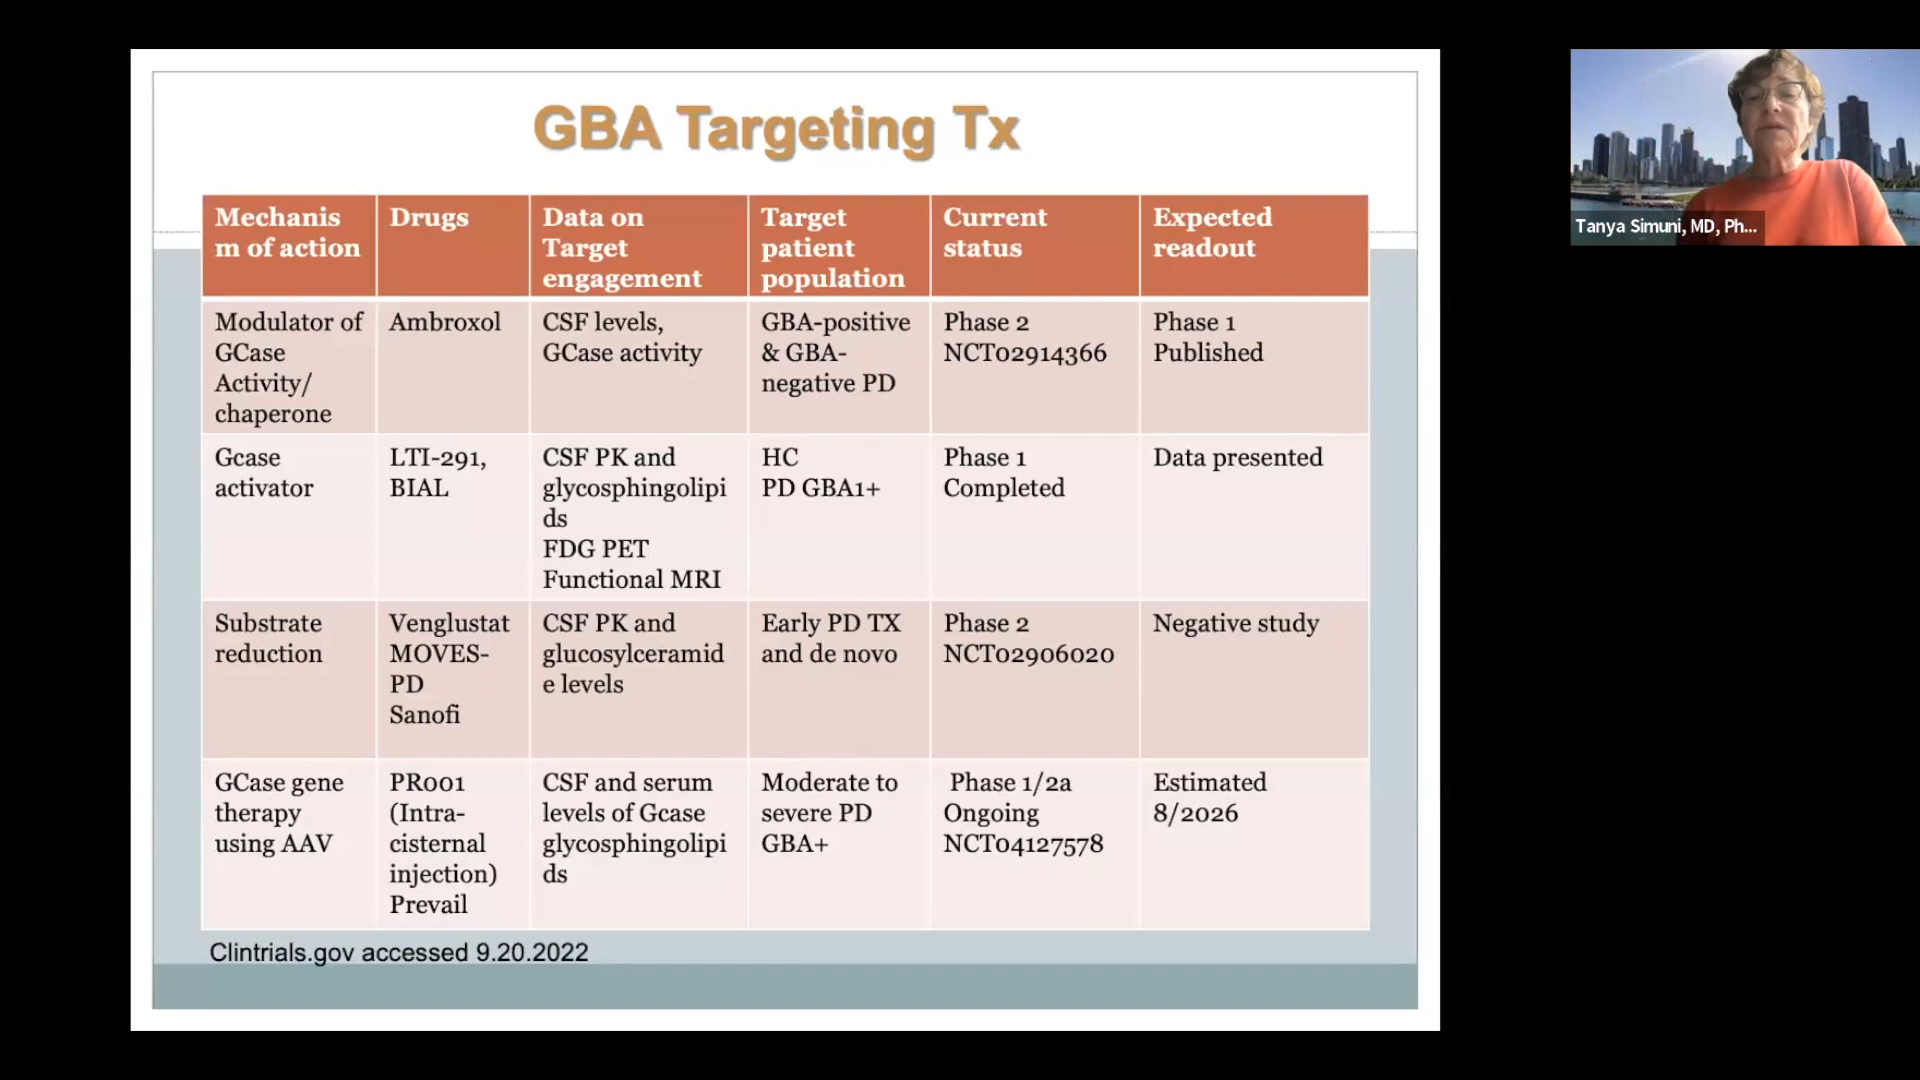 GBA Targeting Tx
Mechanis
m of action
Drugs
Data on
Target
engagement
Target
patient
population
Current
status
Expected
readout
Modulator of
GCase
Activity/
chaperone
Ambroxol
CSF levels,
GCase activity
GBA-positive
& GBA-
negative PD
Phase 2
NCT02914366
Phase 1
Published
Gcase
activator
LTI-291,
BIAL
CSF PK and
glycosphingolipi
ds
FDG PET
Functional MRI
HC
PD GBA1+
Phase 1
Completed
Data presented
Substrate
reduction
Venglustat
MOVES-
PD
Sanofi
CSF PK and
glucosylceramid
e levels
Early PD TX
and de novo
Phase 2
NCT02906020
Negative study
GCase gene
therapy
using AAV
PR001
(Intra-
cisternal
injection)
Prevail
CSF and serum
levels of Gcase
glycosphingolipi
ds
Moderate to
severe PD
GBA+
Phase 1/2a
Ongoing
NCT04127578
Estimated
8/2026
Clintrials.gov accessed 9.20.2022
Tanya Simuni, MD, Ph...